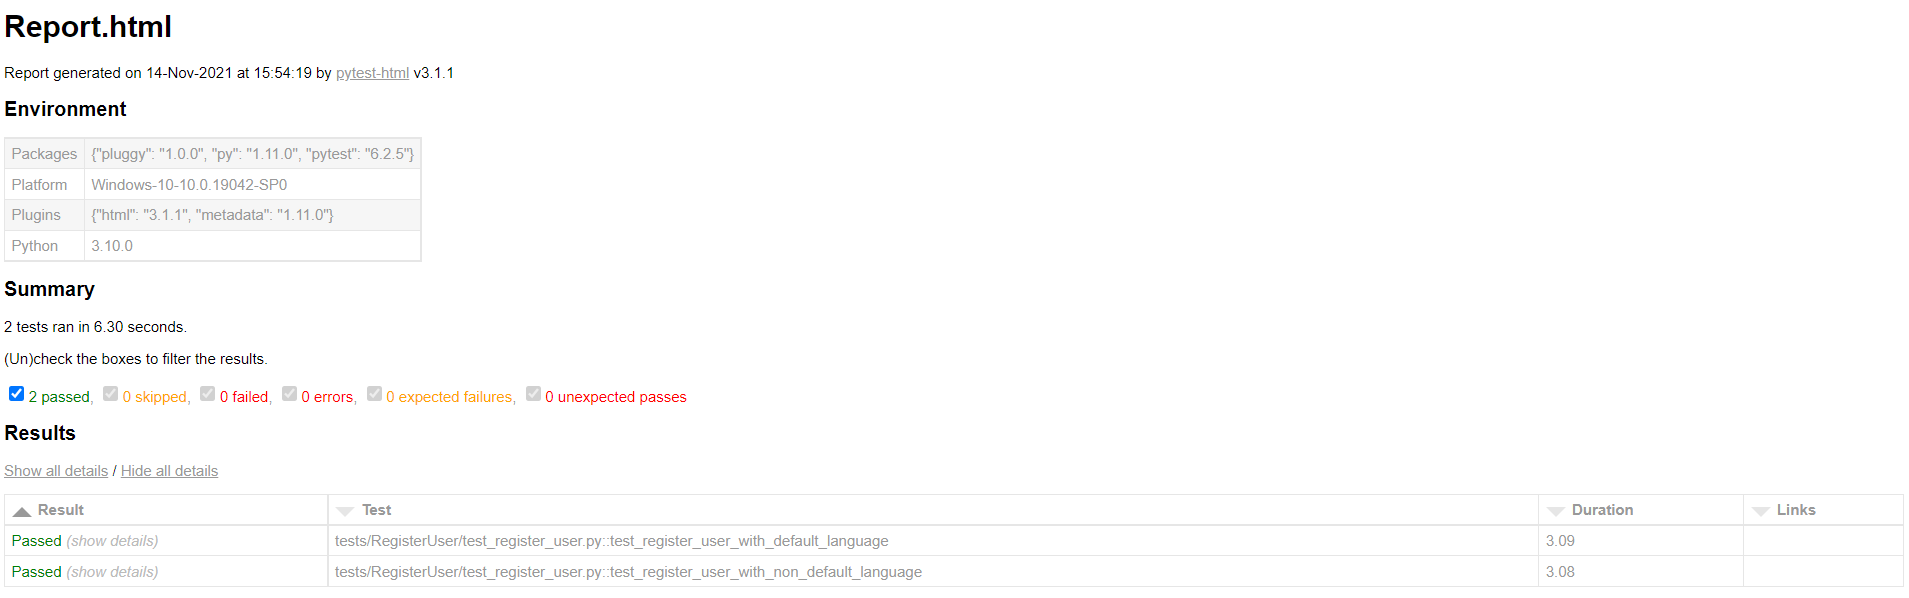 Report.html
Report generated on 14-Nov-2021 at 15:54:19 by pytest-html v3.1.1
Environment
Packages {"pluggy": "1.0.0", "py": "1.11.0", "pytest": "6.2.5"}
Platform Windows-10-10.0.19042-SP0
Plugins {"html": "3.1.1", "metadata": "1.11.0"}
Python 3.10.0
Summary
2 tests ran in 6.30 seconds.
(Un)check the boxes to filter the results.
2 passed, 0 skipped, 0 failed, 0 errors, 0 expected failures, 0 unexpected passes
Results
Show all details / Hide all details
Result Test Duration Links
Passed (show details) tests/RegisterUser/test_register_user.py::test_register_user_with_default_language 3.09
Passed (show details) tests/RegisterUser/test_register_user.py::test_register_user_with_non_default_language 3.08